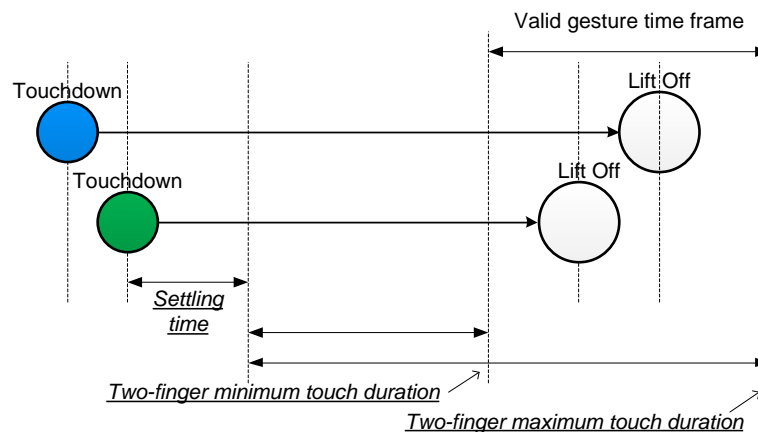 Valid gesture time frame
Touchdown
Lift Off
Touchdown
Lift Off
Settling
time
Two-finger minimum touch duration
Two-finger maximum touch duration